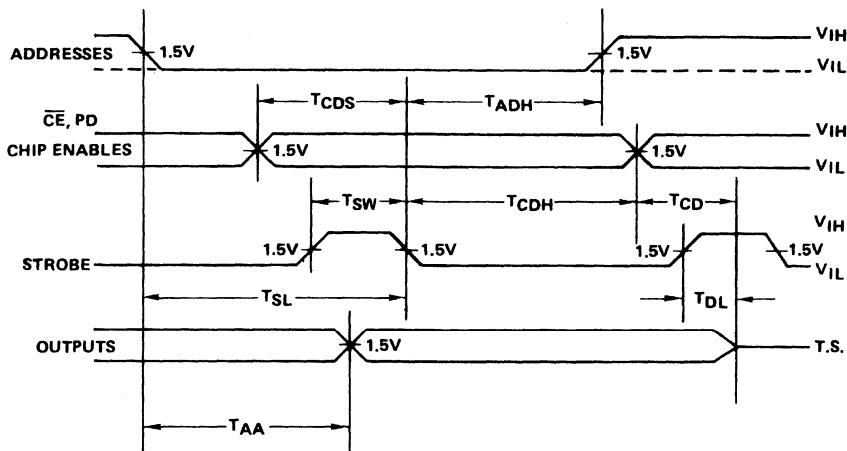 ADDRESSES 1.5V 1.5V VIH
VIL
TCDS TADH
CE, PD VIH
CHIP ENABLES 1.5V 1.5V VIL
TSW TCDH TCD
VIH
1.5V 1.5V 1.5V 1.5V
STROBE VIL
TSL TDL
OUTPUTS 1.5V T.S.
TAA